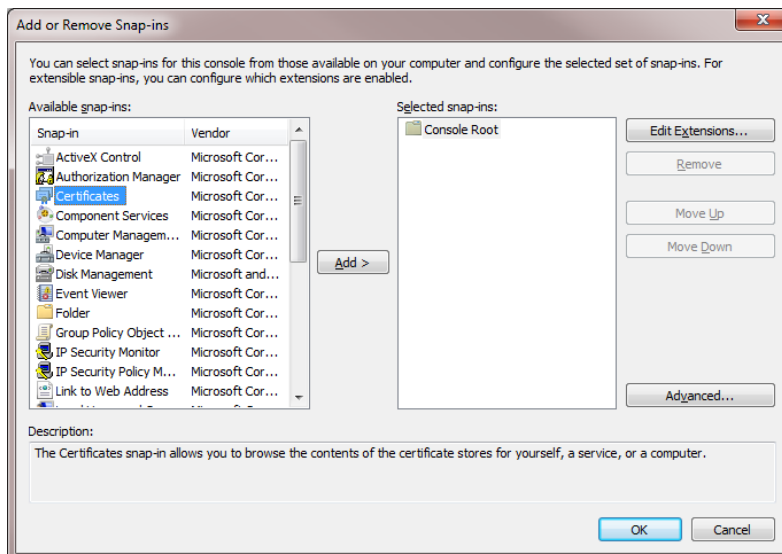 Add or Remove Snap-ins
You can select snap-ins for this console from those available on your computer and configure the selected set of snap-ins. For
extensible snap-ins, you can configure which extensions are enabled.
Available snap-ins:
Selected snap-ins:
Snap-in Vendor
ActiveX Control Microsoft Cor...
Authorization Manager Microsoft Cor...
Certificates Microsoft Cor...
Component Services Microsoft Cor...
Computer Managem... Microsoft Cor...
Device Manager Microsoft Cor...
Disk Management Microsoft and...
Event Viewer Microsoft Cor...
Folder Microsoft Cor...
Group Policy Object ... Microsoft Cor...
IP Security Monitor Microsoft Cor...
IP Security Policy M... Microsoft Cor...
Link to Web Address Microsoft Cor...
Add >
Console Root
Edit Extensions...
Remove
Move Up
Move Down
Advanced...
Description:
The Certificates snap-in allows you to browse the contents of the certificate stores for yourself, a service, or a computer.
OK Cancel